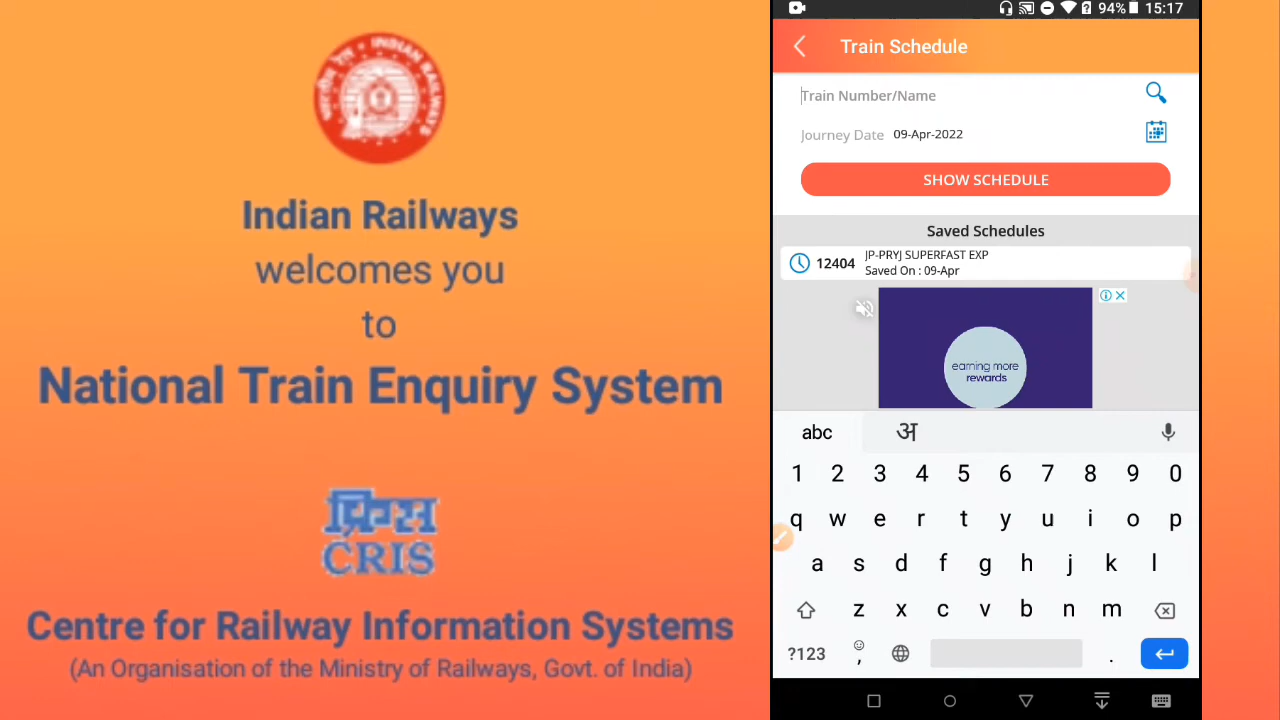 INDIAN RAILWAYS
भारतीय रेल
Indian Railways
welcomes you
to
National Train Enquiry System
क्रिस
CRIS
Centre for Railway Information Systems
(An Organisation of the Ministry of Railways, Govt. of India)
94% 15:17
Train Schedule
Train Number/Name
Journey Date 09-Apr-2022
SHOW SCHEDULE
Saved Schedules
12404 JP-PRYJ SUPERFAST EXP
Saved On : 09-Apr
earning more
rewards
abc अ
1 2 3 4 5 6 7 8 9 0
q w e r t y u i o p
a s d f g h j k l
z x c v b n m
?123 , .